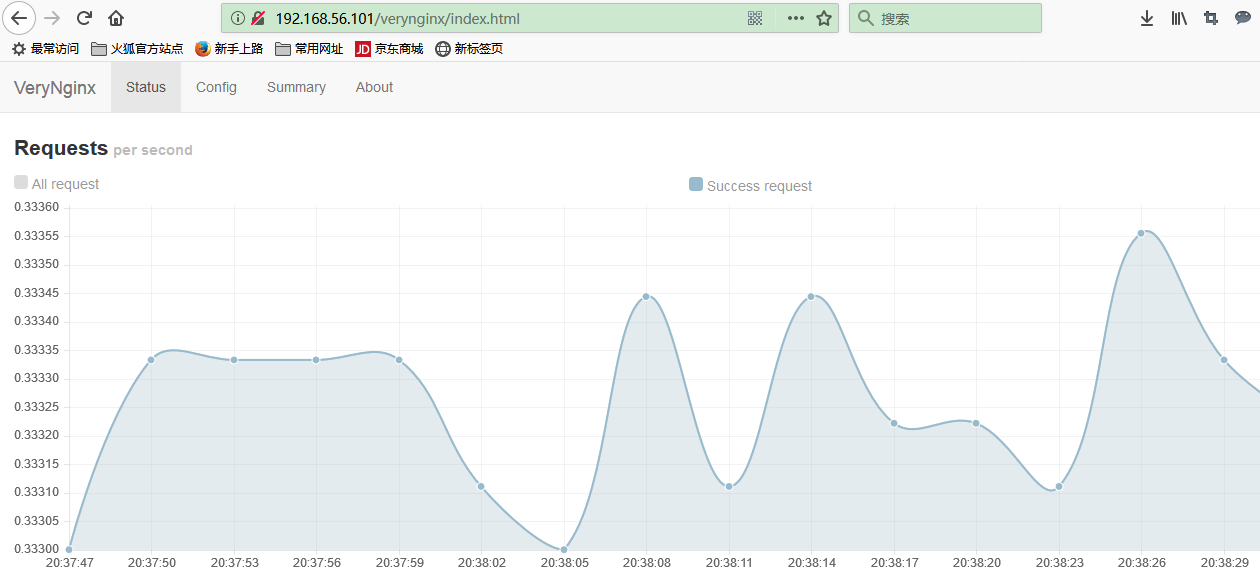 192.168.56.101/verynginx/index.html 搜索
最常访问 火狐官方站点 新手上路 常用网址 JD 京东商城 新标签页
VeryNginx Status Config Summary About
Requests per second
All request Success request
0.33360
0.33355
0.33350
0.33345
0.33340
0.33335
0.33330
0.33325
0.33320
0.33315
0.33310
0.33305
0.33300
20:37:47 20:37:50 20:37:53 20:37:56 20:37:59 20:38:02 20:38:05 20:38:08 20:38:11 20:38:14 20:38:17 20:38:20 20:38:23 20:38:26 20:38:29